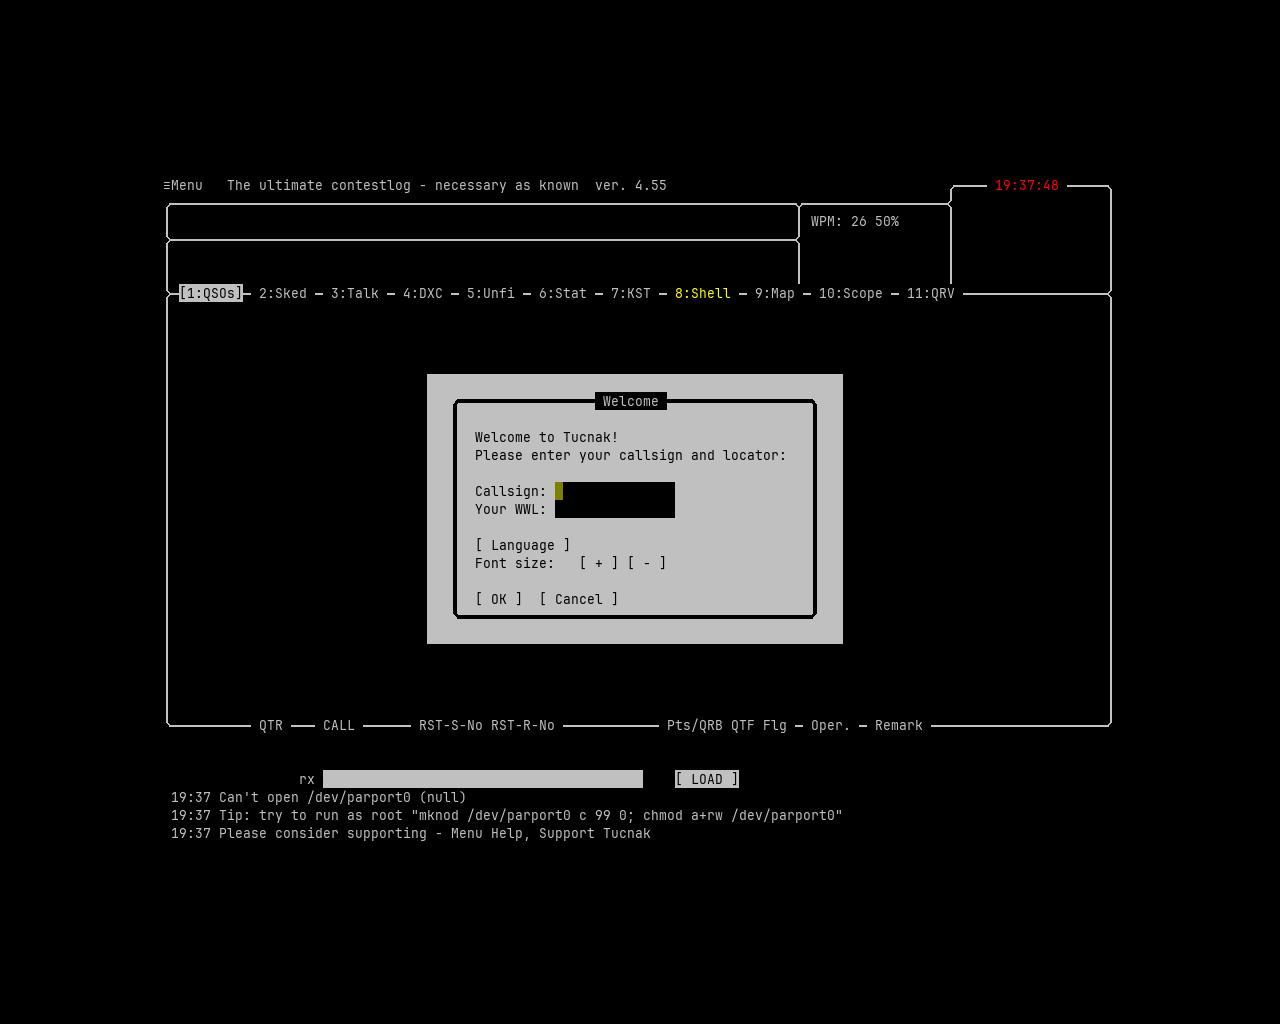 ≡Menu   The ultimate contestlog - necessary as known  ver. 4.55
19:37:48
WPM: 26 50%
[1:QSOs] 2:Sked 3:Talk 4:DXC 5:Unfi 6:Stat 7:KST 8:Shell 9:Map 10:Scope 11:QRV
Welcome
Welcome to Tucnak!
Please enter your callsign and locator:
Callsign:
Your WWL:
[ Language ]
Font size:   [ + ] [ - ]
[ OK ]  [ Cancel ]
QTR CALL RST-S-No RST-R-No Pts/QRB QTF Flg Oper. Remark
rx [ LOAD ]
19:37 Can't open /dev/parport0 (null)
19:37 Tip: try to run as root "mknod /dev/parport0 c 99 0; chmod a+rw /dev/parport0"
19:37 Please consider supporting - Menu Help, Support Tucnak